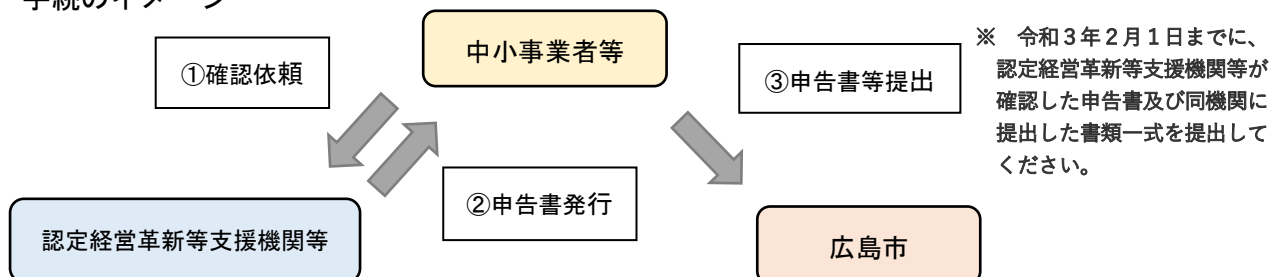 手続のイメージ
中小事業者等
①確認依頼
③申告書等提出
※　令和３年２月１日までに、
認定経営革新等支援機関等が
確認した申告書及び同機関に
提出した書類一式を提出して
ください。
②申告書発行
認定経営革新等支援機関等
広島市